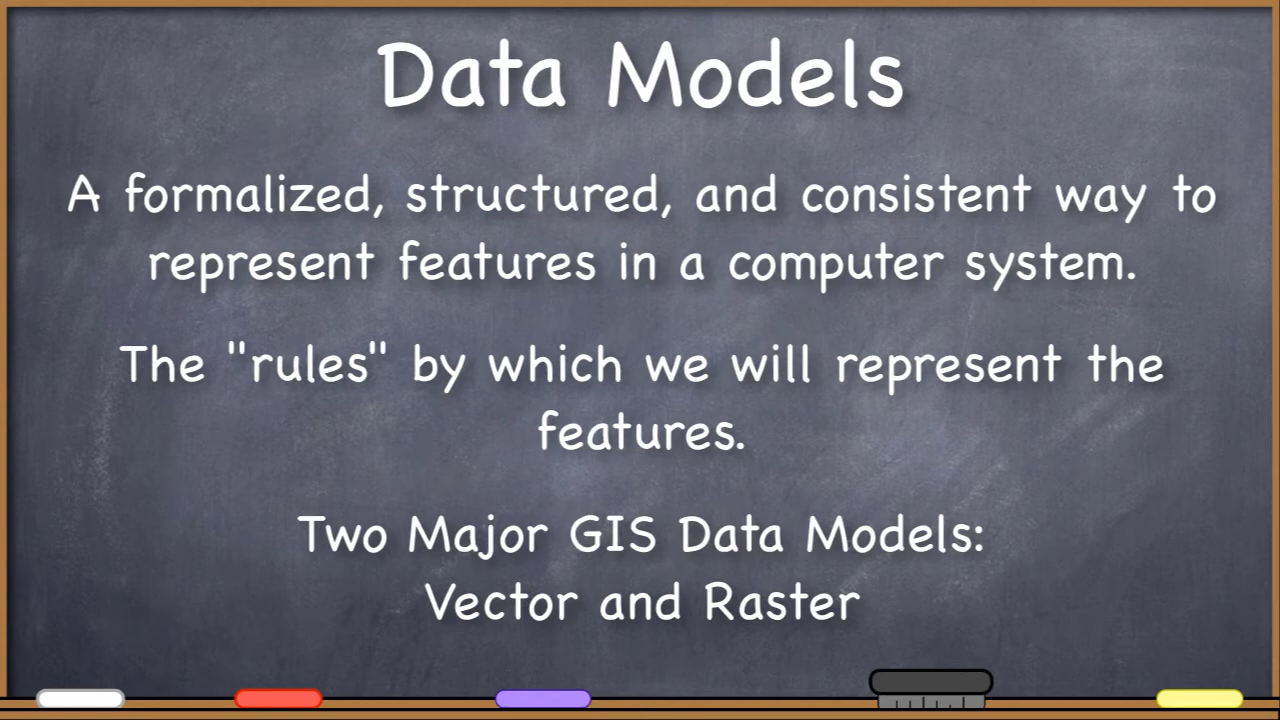 Data Models
A formalized, structured, and consistent way to
represent features in a computer system.
The "rules" by which we will represent the
features.
Two Major GIS Data Models:
Vector and Raster